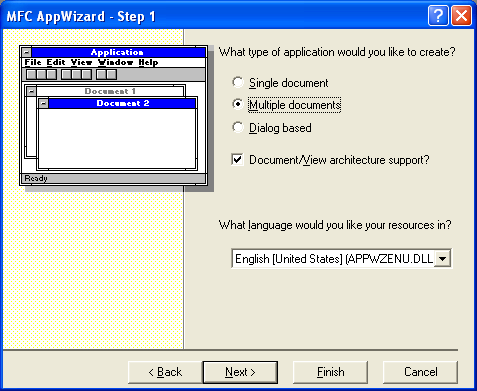 MFC AppWizard - Step 1
Application
File Edit View Window Help
Document 1
Document 2
Ready
What type of application would you like to create?
Single document
Multiple documents
Dialog based
Document/View architecture support?
What language would you like your resources in?
English [United States] (APPWZENU.DLL
< Back
Next >
Finish
Cancel